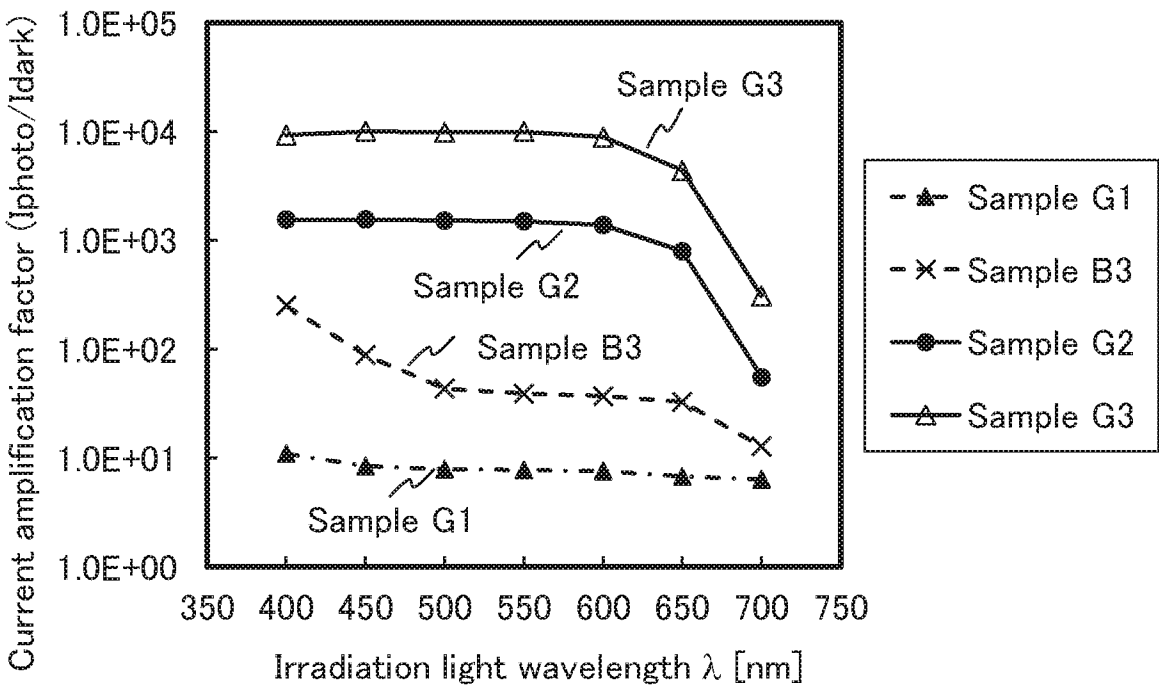 Current amplification factor (Iphoto/Idark)
1.0E+05
1.0E+04
1.0E+03
1.0E+02
1.0E+01
1.0E+00
350 400 450 500 550 600 650 700 750
Irradiation light wavelength λ [nm]
Sample G3
Sample G2
Sample B3
Sample G1
Sample G1
Sample B3
Sample G2
Sample G3